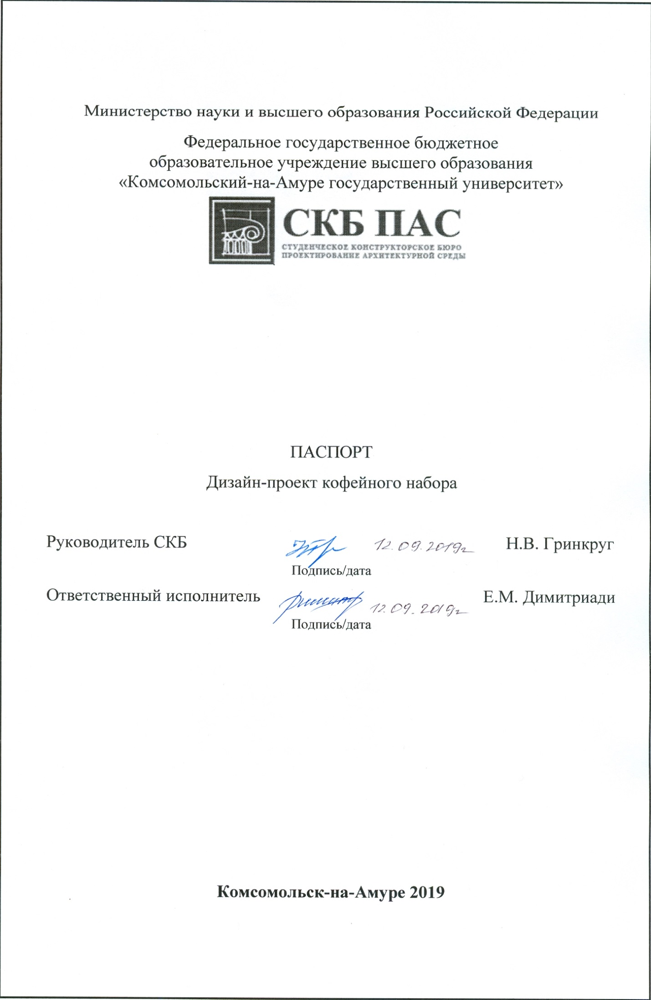 Министерство науки и высшего образования Российской Федерации
Федеральное государственное бюджетное
образовательное учреждение высшего образования
«Комсомольский-на-Амуре государственный университет»
СКБ ПАС
СТУДЕНЧЕСКОЕ КОНСТРУКТОРСКОЕ БЮРО
ПРОЕКТИРОВАНИЕ АРХИТЕКТУРНОЙ СРЕДЫ
ПАСПОРТ
Дизайн-проект кофейного набора
Руководитель СКБ 12.09.2019г Н.В. Гринкруг
Подпись/дата
Ответственный исполнитель 12.09.2019г Е.М. Димитриади
Подпись/дата
Комсомольск-на-Амуре 2019